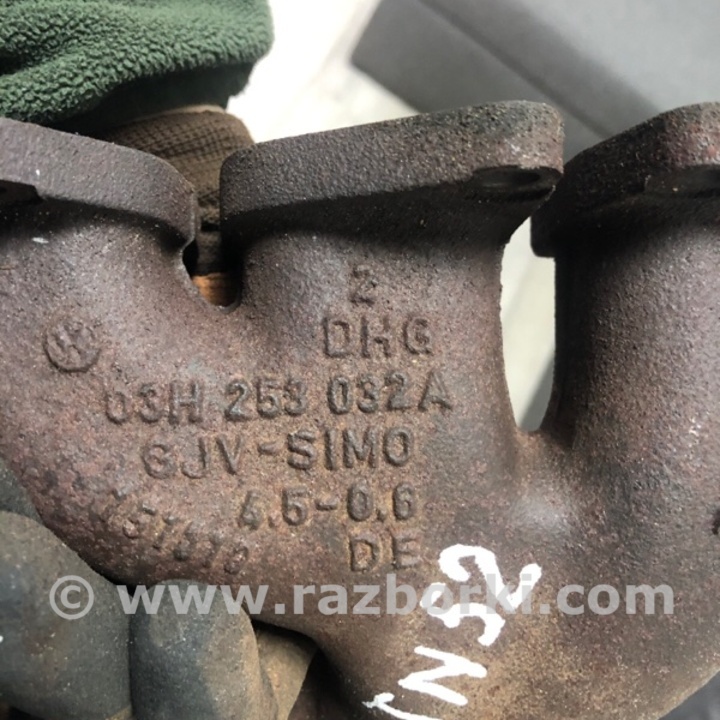 2
DHG
03H 253 032A
GJV-SIMO
4.5-0.6
DE
© www.razborki.com